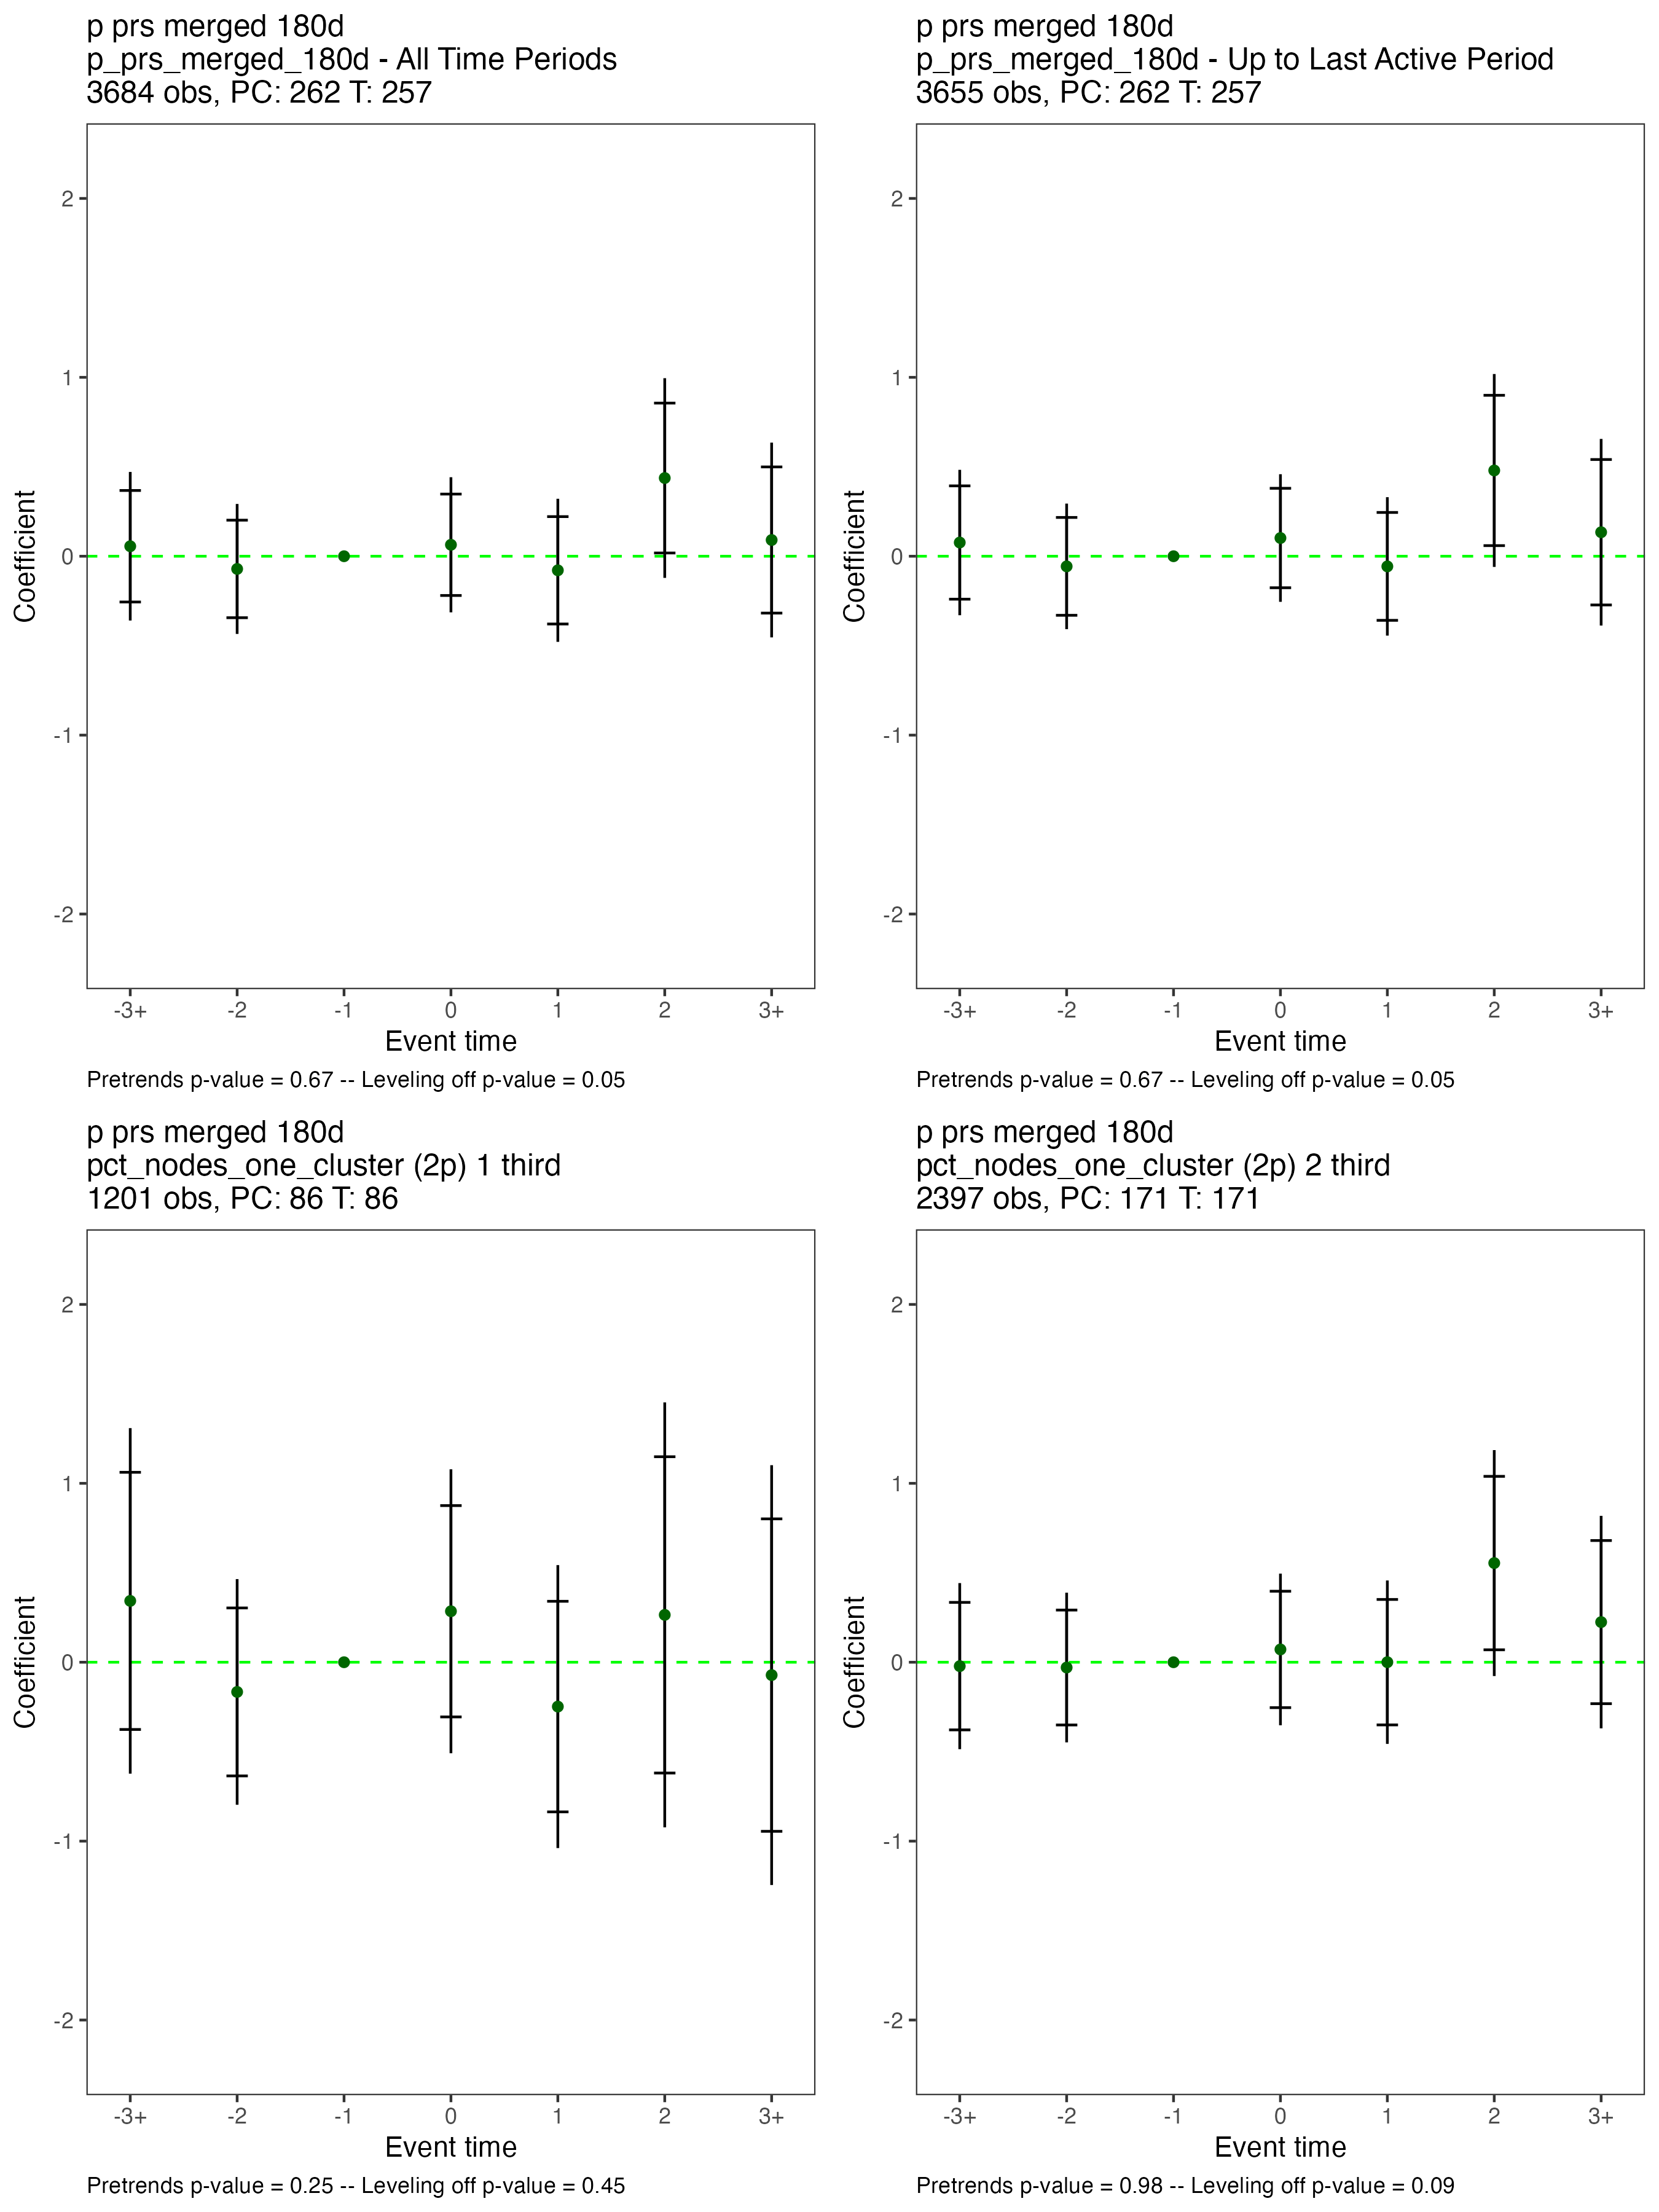 p prs merged 180d
p_prs_merged_180d - All Time Periods
3684 obs, PC: 262 T: 257
2
1
0
-1
-2
Coefficient
-3+ -2 -1 0 1 2 3+
Event time
Pretrends p-value = 0.67 -- Leveling off p-value = 0.05
p prs merged 180d
p_prs_merged_180d - Up to Last Active Period
3655 obs, PC: 262 T: 257
2
1
0
-1
-2
Coefficient
-3+ -2 -1 0 1 2 3+
Event time
Pretrends p-value = 0.67 -- Leveling off p-value = 0.05
p prs merged 180d
pct_nodes_one_cluster (2p) 1 third
1201 obs, PC: 86 T: 86
2
1
0
-1
-2
Coefficient
-3+ -2 -1 0 1 2 3+
Event time
Pretrends p-value = 0.25 -- Leveling off p-value = 0.45
p prs merged 180d
pct_nodes_one_cluster (2p) 2 third
2397 obs, PC: 171 T: 171
2
1
0
-1
-2
Coefficient
-3+ -2 -1 0 1 2 3+
Event time
Pretrends p-value = 0.98 -- Leveling off p-value = 0.09